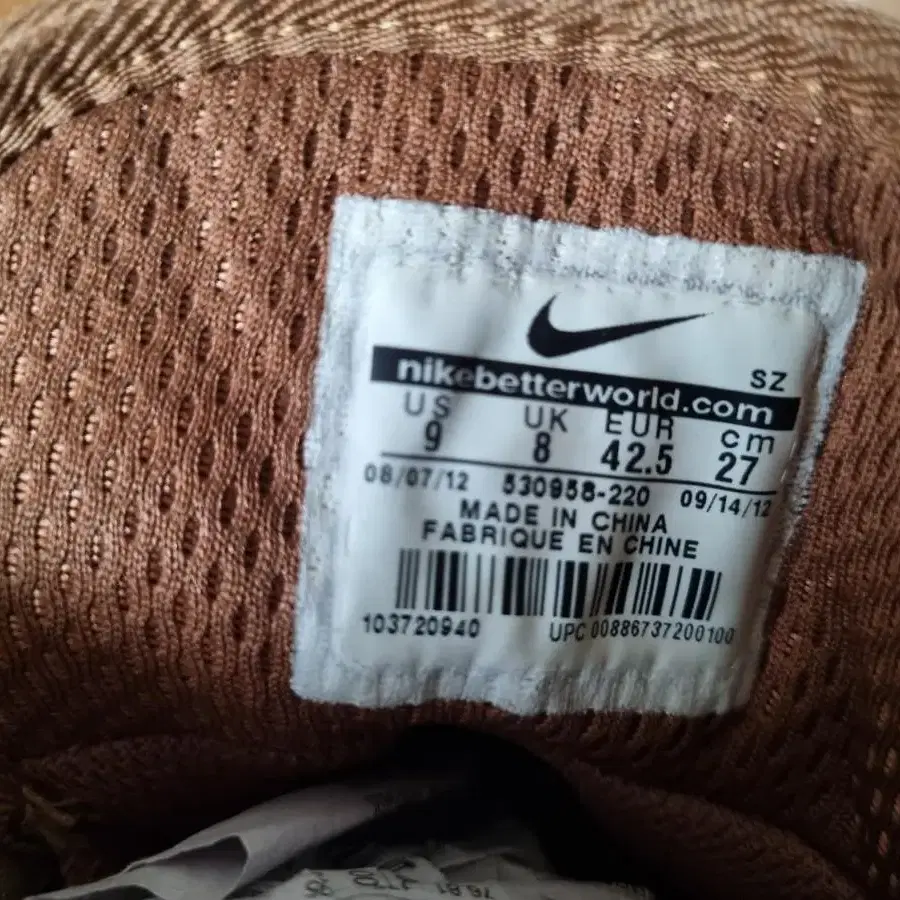 SZ
nikebetterworld.com
US UK EUR cm
9 8 42.5 27
08/07/12 530958-220 09/14/12
MADE IN CHINA
FABRIQUE EN CHINE
103720940 UPC 00886737200100